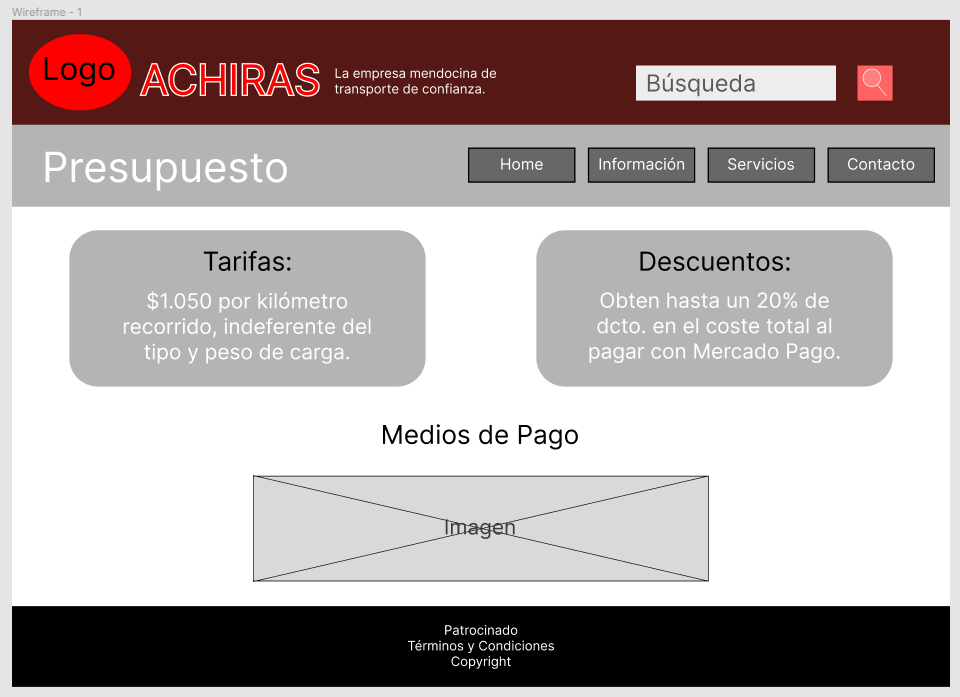 Wireframe - 1
Logo
ACHIRAS
La empresa mendocina de
transporte de confianza.
Búsqueda
Presupuesto
Home
Información
Servicios
Contacto
Tarifas:
$1.050 por kilómetro
recorrido, indeferente del
tipo y peso de carga.
Descuentos:
Obten hasta un 20% de
dcto. en el coste total al
pagar con Mercado Pago.
Medios de Pago
Imagen
Patrocinado
Términos y Condiciones
Copyright